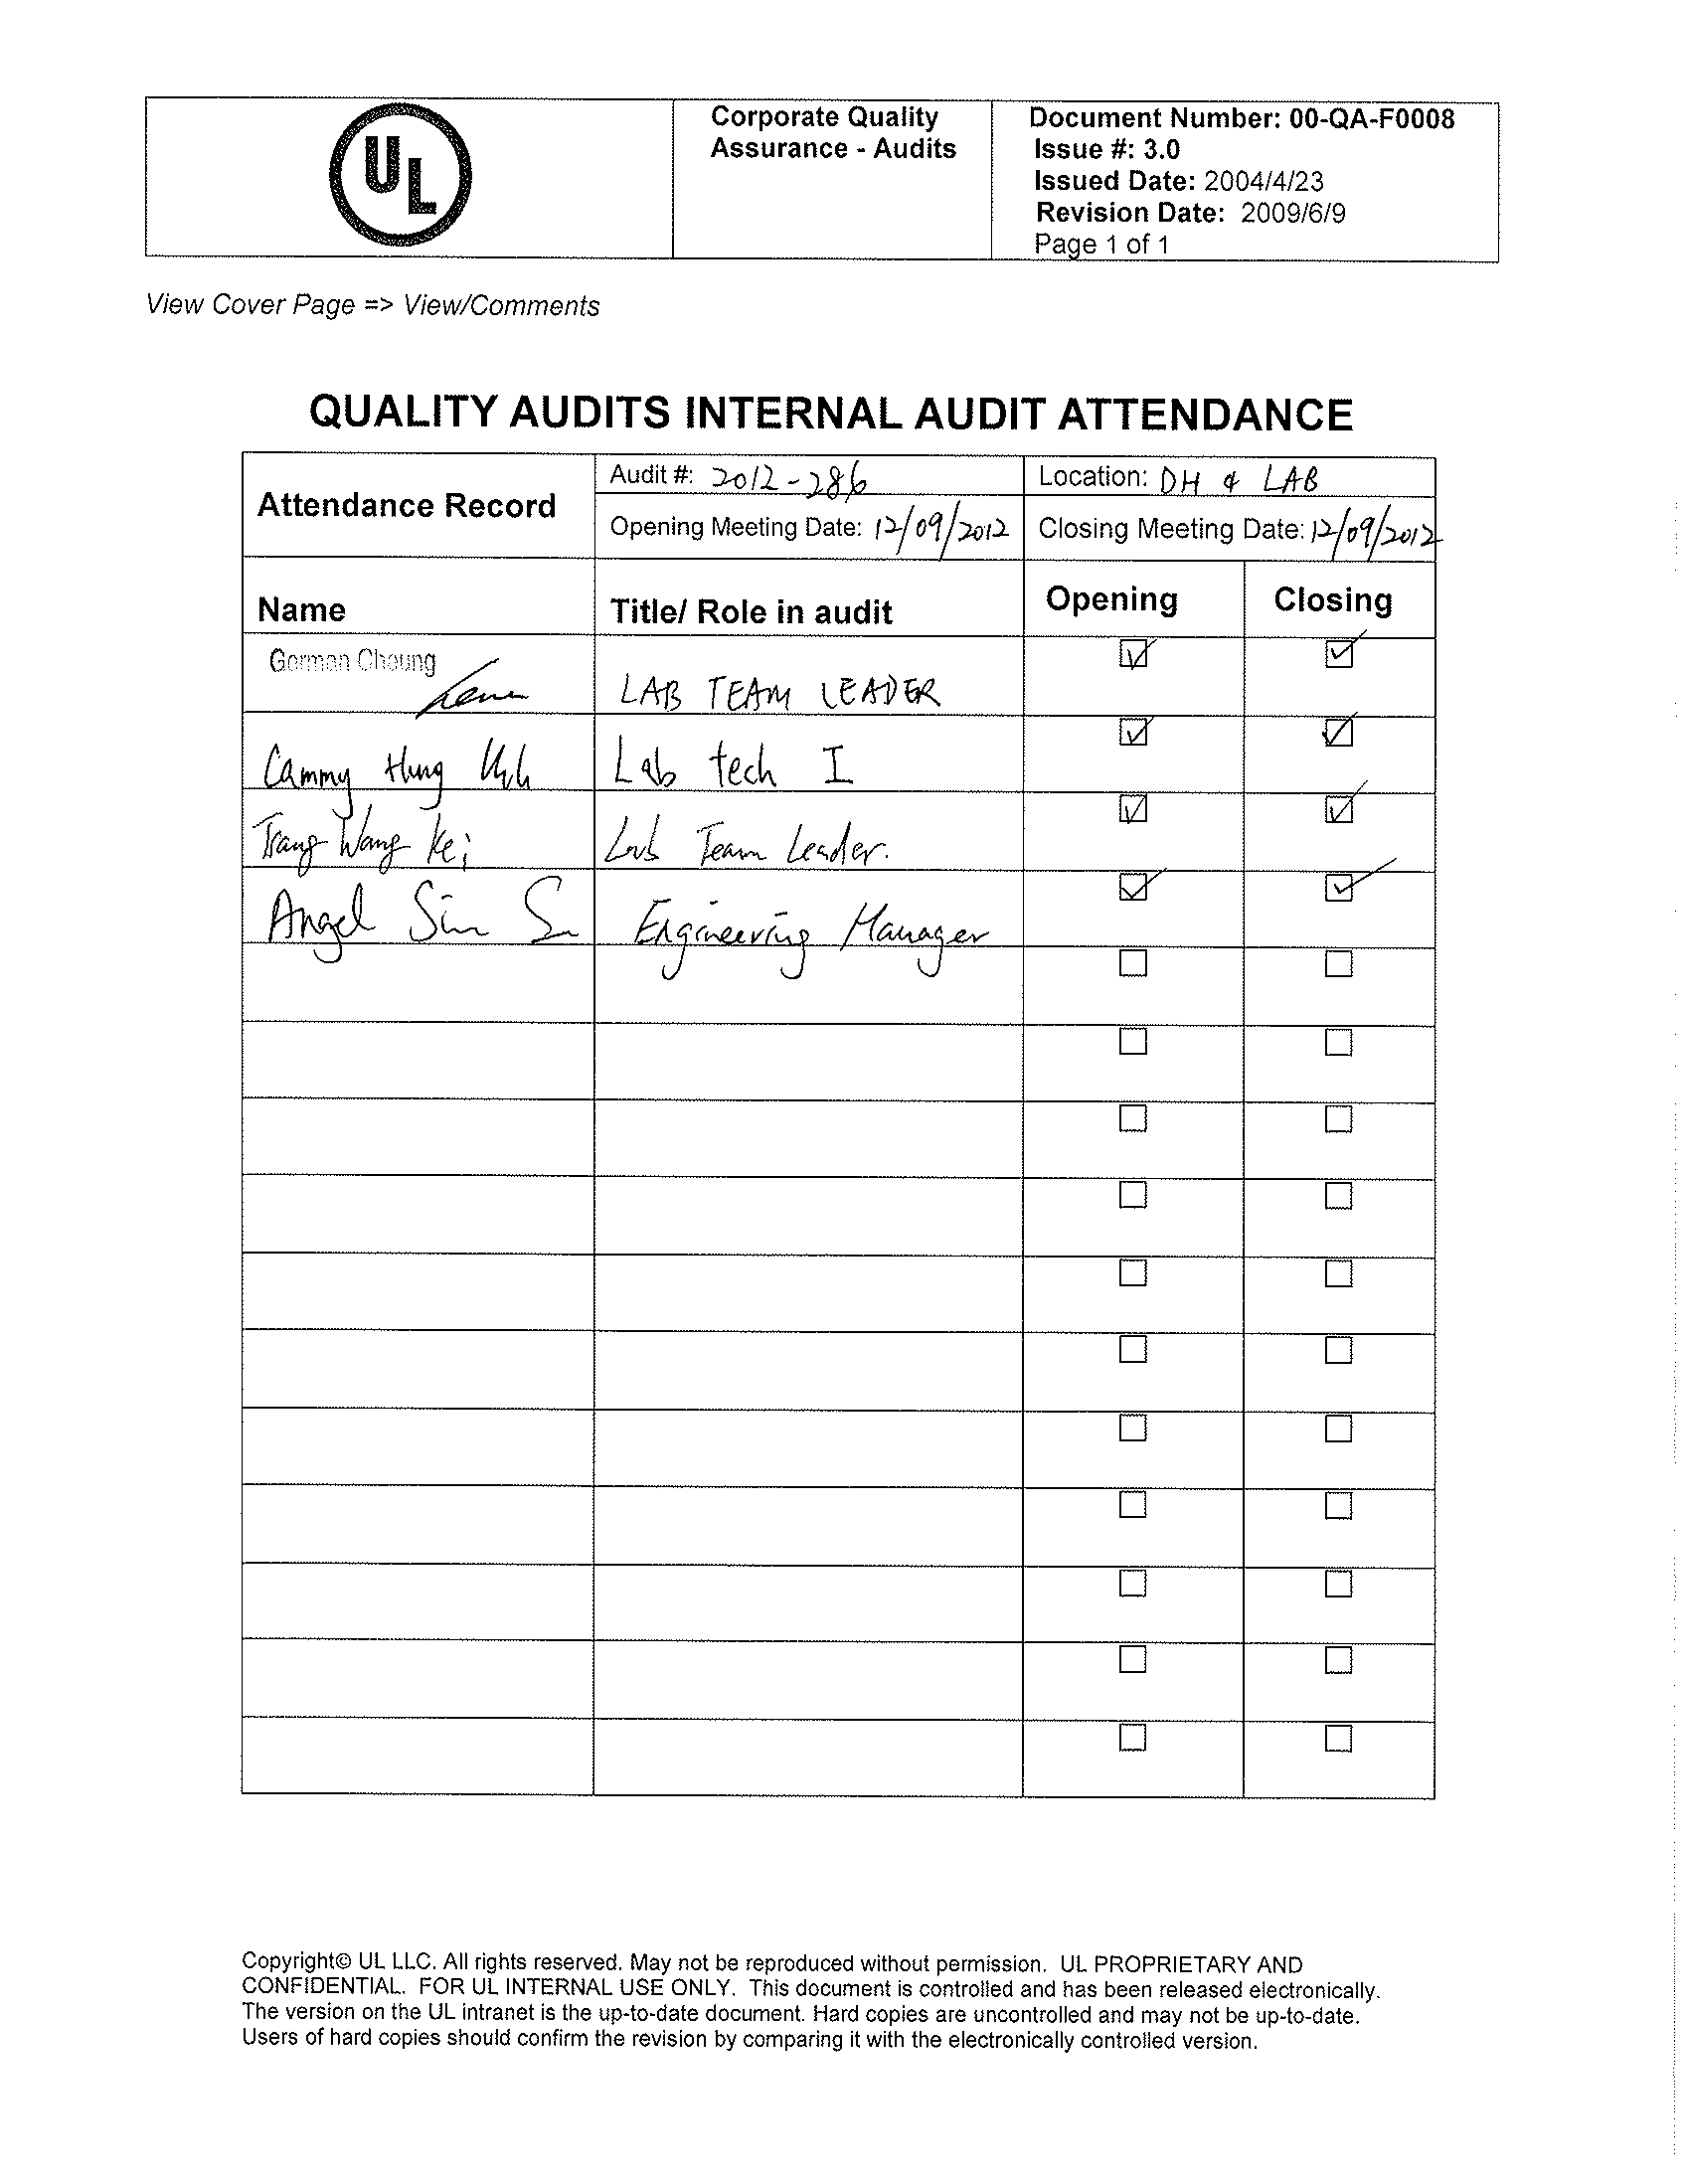 UL
Corporate Quality
Assurance - Audits
Document Number: 00-QA-F0008
Issue #: 3.0
Issued Date: 2004/4/23
Revision Date: 2009/6/9
Page 1 of 1
View Cover Page => View/Comments
QUALITY AUDITS INTERNAL AUDIT ATTENDANCE
Attendance Record
Audit #: 2012-286
Location: DH & LAB
Opening Meeting Date: 12/09/2012
Closing Meeting Date: 12/09/2012
Name
Title/ Role in audit
Opening
Closing
German Cheung
LAB TEAM LEADER
Cammy Hung
Lab tech I
Tsang Wang Kei
Lab Team Leader.
Angel Sin
Engineering Manager
Copyright© UL LLC. All rights reserved. May not be reproduced without permission. UL PROPRIETARY AND
CONFIDENTIAL. FOR UL INTERNAL USE ONLY. This document is controlled and has been released electronically.
The version on the UL intranet is the up-to-date document. Hard copies are uncontrolled and may not be up-to-date.
Users of hard copies should confirm the revision by comparing it with the electronically controlled version.